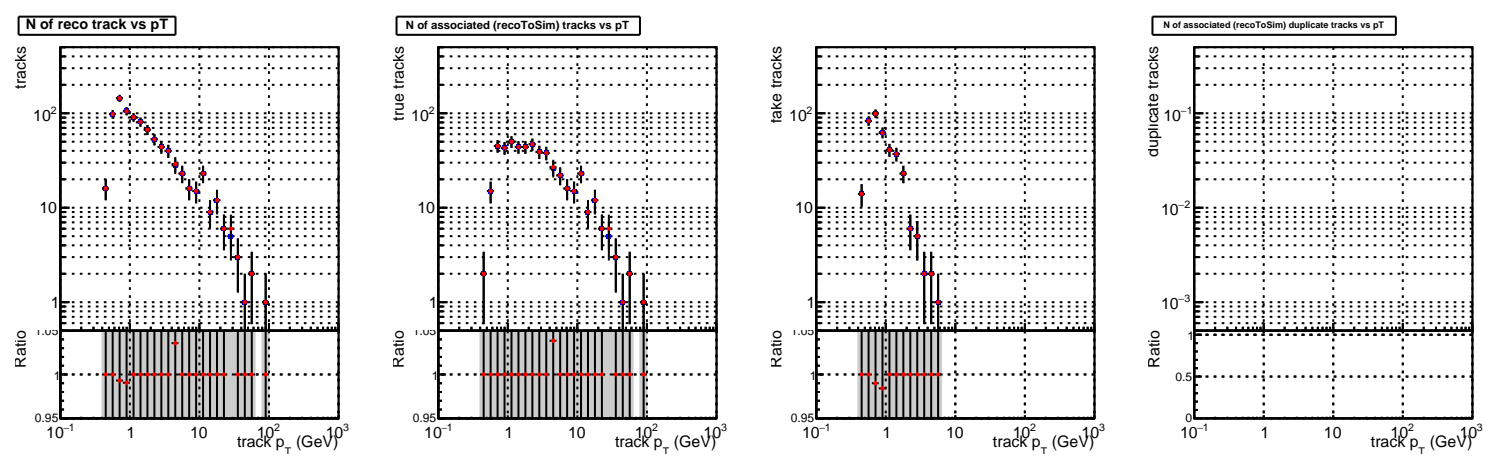 N of reco track vs pT
tracks
10²
10
1
Ratio
1.05
1
0.95
10⁻¹ 1 10 10² 10³
track p_T (GeV)
N of associated (recoToSim) tracks vs pT
true tracks
10²
10
1
Ratio
1.05
1
0.95
10⁻¹ 1 10 10² 10³
track p_T (GeV)
fake tracks
10²
10
1
Ratio
1.05
1
0.95
10⁻¹ 1 10 10² 10³
track p_T (GeV)
N of associated (recoToSim) duplicate tracks vs pT
duplicate tracks
10⁻¹
10⁻²
10⁻³
Ratio
1
0.5
0
10⁻¹ 1 10 10² 10³
track p_T (GeV)